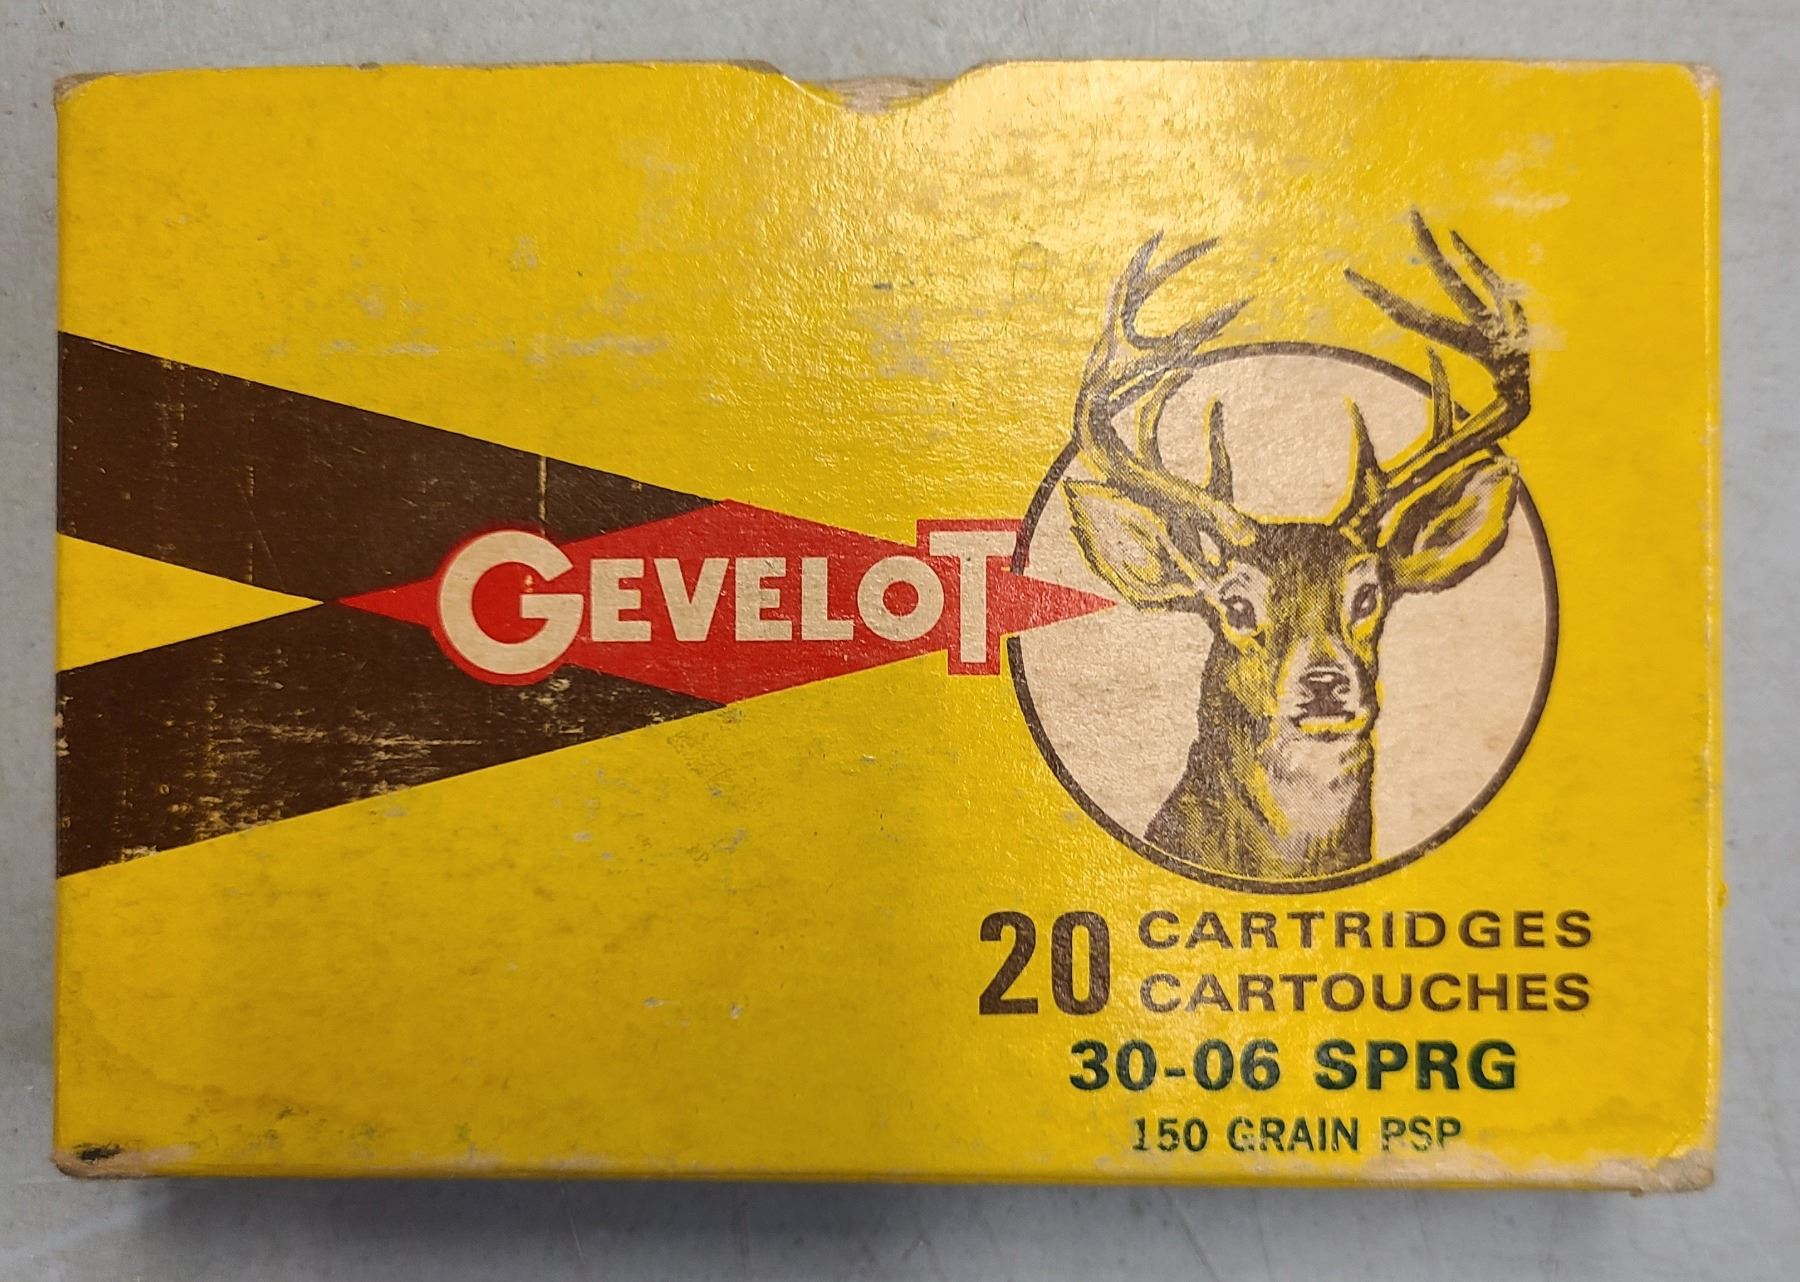 GEVELOT
20 CARTRIDGES
CARTOUCHES
30-06 SPRG
150 GRAIN PSP